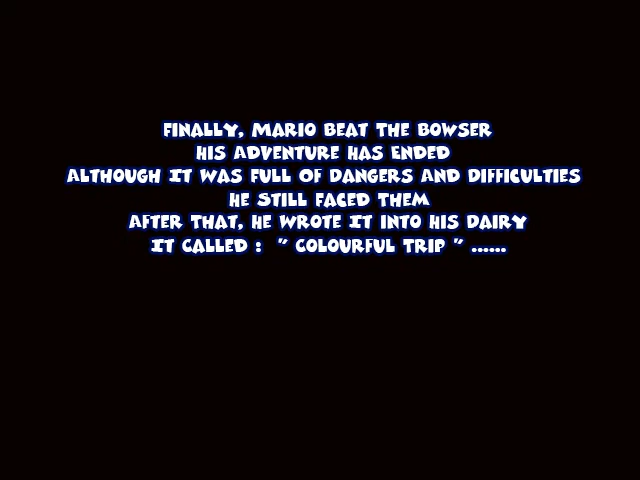 FINALLY, MARIO BEAT THE BOWSER
HIS ADVENTURE HAS ENDED
ALTHOUGH IT WAS FULL OF DANGERS AND DIFFICULTIES
HE STILL FACED THEM
AFTER THAT, HE WROTE IT INTO HIS DAIRY
IT CALLED : " COLOURFUL TRIP " ......